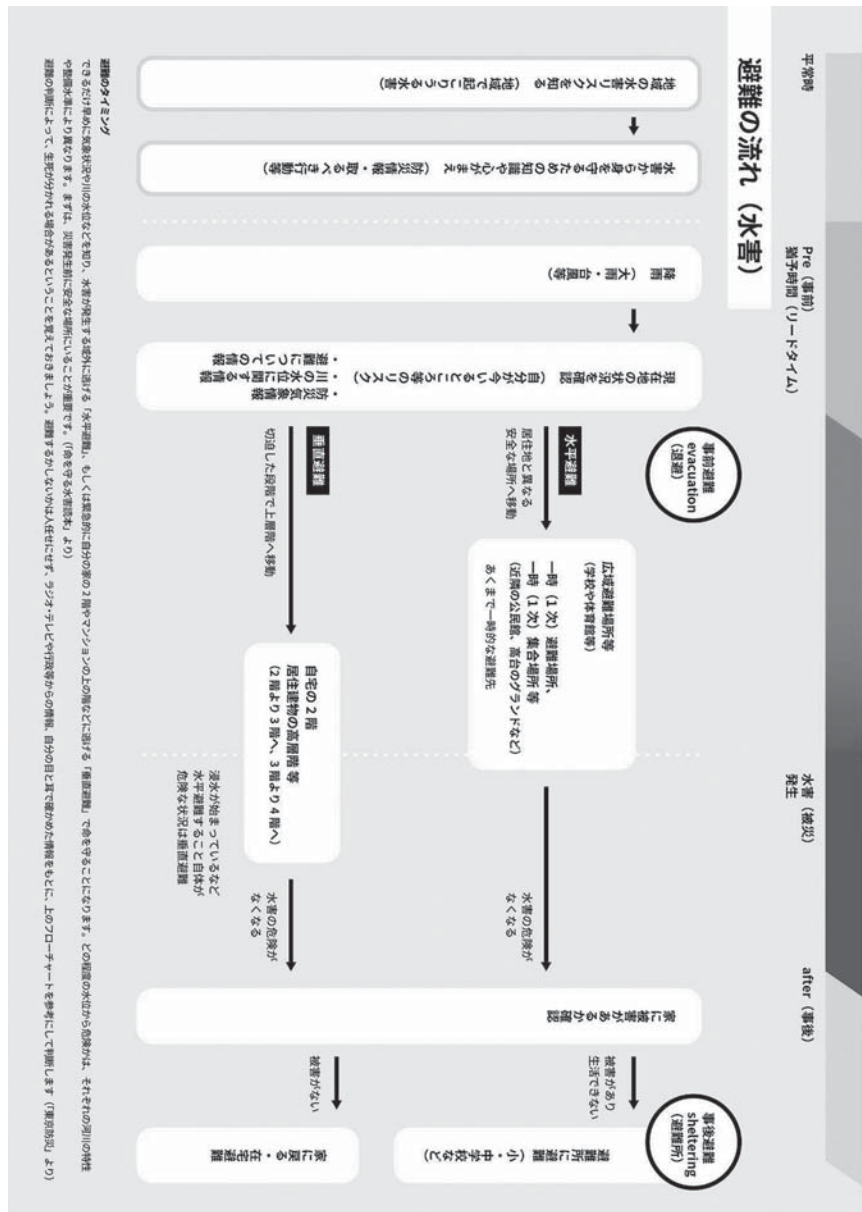 避難の流れ（水害）
平常時
Pre（事前）
猶予時間（リードタイム）
水害（被災）
発生
after（事後）
地域の水害リスクを知る（地域で起こりうる水害）
水害から身を守るための知識や心がまえ（防災情報・取るべき行動等）
降雨（大雨・台風等）
現在地の状況を確認（自分が今いるところ等のリスク）
・防災気象情報
・川の水位に関する情報
・避難についての情報
事前避難
evacuation
（退避）
水平避難
居住地と異なる
安全な場所へ移動
広域避難場所等
（学校や体育館等）
一時（1次）避難場所、
一時（1次）集合場所 等
（近隣の公民館、高台のグランドなど）
あくまで一時的な避難先
水害の危険が
なくなる
垂直避難
切迫した段階で上層階へ移動
自宅の2階
居住建物の高層階 等
（2階より3階へ、3階より4階へ）
浸水が始まっているなど
水平避難すること自体が
危険な状況は垂直避難
水害の危険が
なくなる
家に被害があるか確認
被害があり
生活できない
事後避難
sheltering
（避難所）
避難所に避難（小・中学校など）
被害がない
家に戻る・在宅避難
避難のタイミング
できるだけ早めに気象状況や川の水位などを知り、水害が発生する域外に逃げる「水平避難」、もしくは緊急的に自分の家の2階やマンションの上の階などに逃げる「垂直避難」で命を守ることになります。どの程度の水位から危険かは、それぞれの河川の特性
や整備水準により異なります。まずは、災害発生前に安全な場所にいることが重要です。（「命を守る水害読本」より）
避難の判断によって、生死が分かれる場合があるということを覚えておきましょう。避難するかしないかは人任せにせず、ラジオ・テレビや行政等からの情報、自分の目と耳で確かめた情報をもとに、上のフローチャートを参考にして判断します（「東京防災」より）